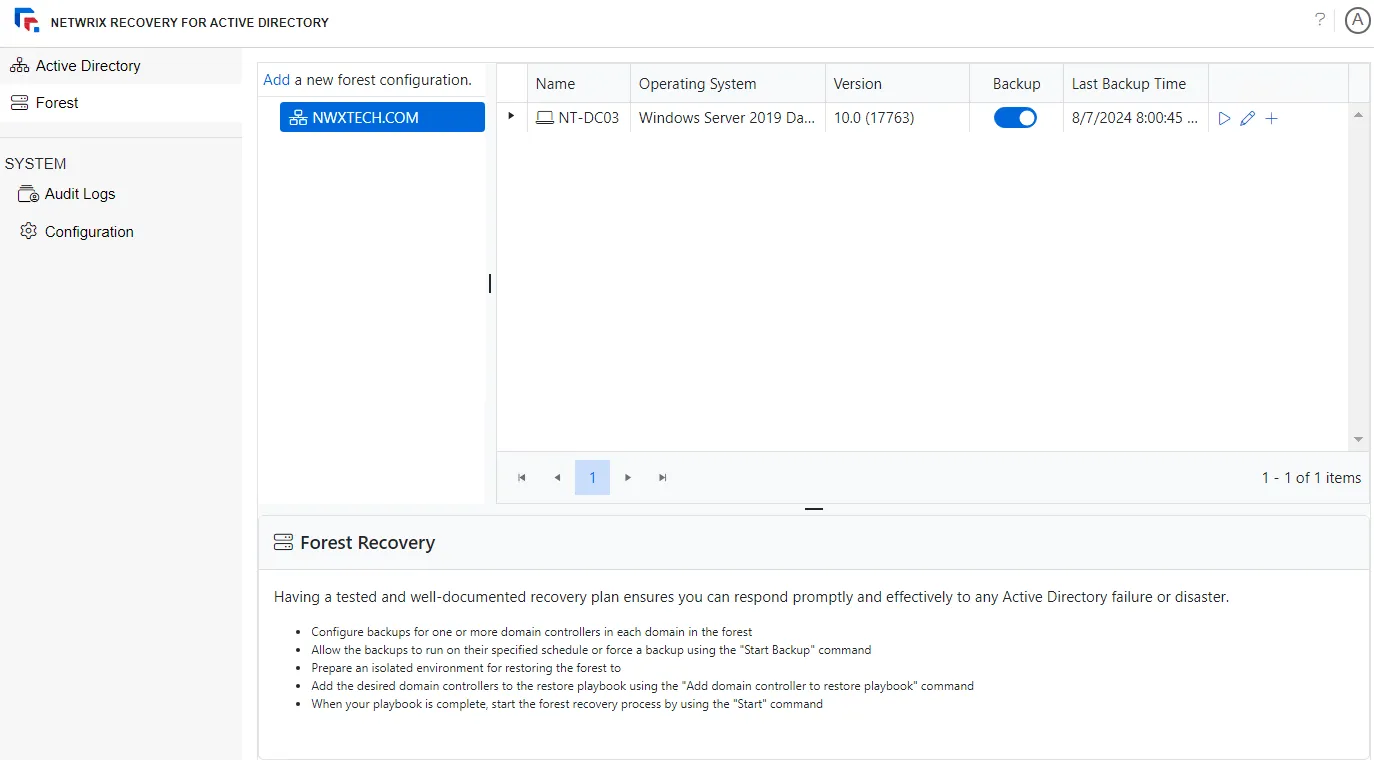 NETWRIX RECOVERY FOR ACTIVE DIRECTORY
?
A
Active Directory
Forest
SYSTEM
Audit Logs
Configuration
Add a new forest configuration.
NWXTECH.COM
Name Operating System Version Backup Last Backup Time
NT-DC03 Windows Server 2019 Da... 10.0 (17763) 8/7/2024 8:00:45 ...
1
1 - 1 of 1 items
Forest Recovery
Having a tested and well-documented recovery plan ensures you can respond promptly and effectively to any Active Directory failure or disaster.
• Configure backups for one or more domain controllers in each domain in the forest
• Allow the backups to run on their specified schedule or force a backup using the "Start Backup" command
• Prepare an isolated environment for restoring the forest to
• Add the desired domain controllers to the restore playbook using the "Add domain controller to restore playbook" command
• When your playbook is complete, start the forest recovery process by using the "Start" command